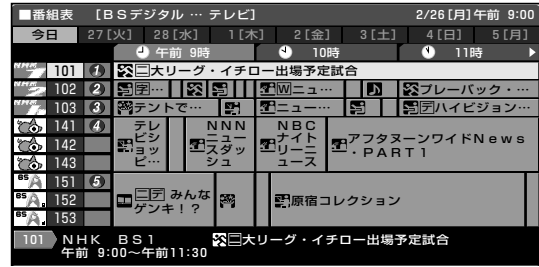 ■番組表 [BSデジタル … テレビ] 2/26[月]午前 9:00
今日 27[火] 28[水] 1[木] 2[金] 3[土] 4[日] 5[月]
午前 9時 10時 11時
101 ① 二大リーグ・イチロー出場予定試合
102 ② 字… Wニュ… プレーバック・…
103 ③ テントで… ニュー… デハイビジョン…
141 ④ テレビショッピ… NNNニュースダッシュ NBCナイトリーニュース アフタヌーンワイドNews・PART1
142
143
151 ⑤ 二デ みんなゲンキ!? 原宿コレクション
152
153
101 NHK BS1 二大リーグ・イチロー出場予定試合
午前 9:00～午前11:30